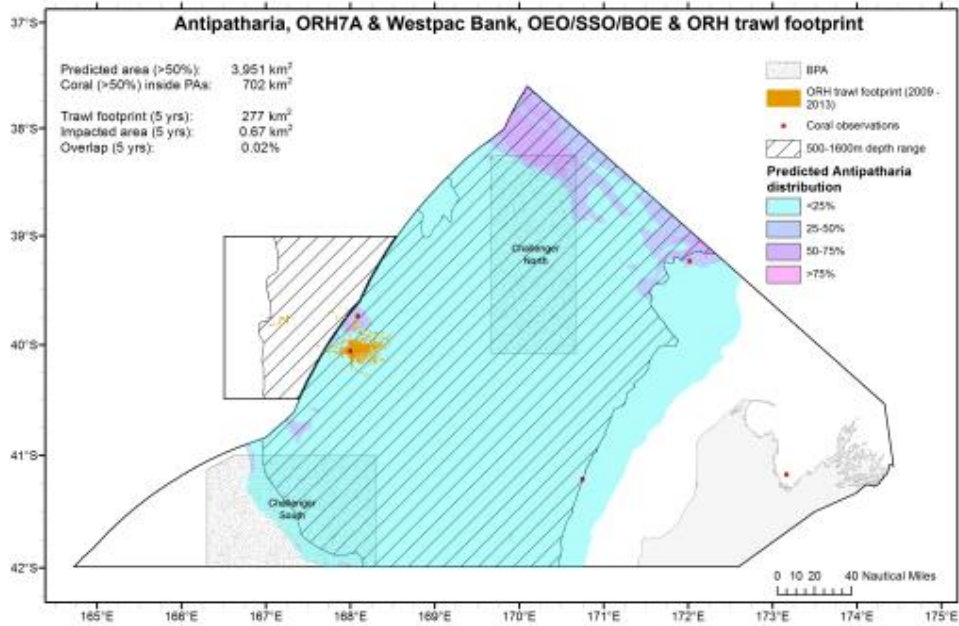 Antipatharia, ORH7A & Westpac Bank, OEO/SSO/BOE & ORH trawl footprint
Predicted area (>50%): 3,951 km²
Coral (>50%) inside PAs: 702 km²
Trawl footprint (5 yrs): 277 km²
Impacted area (5 yrs): 0.67 km²
Overlap (5 yrs): 0.02%
BPA
ORH trawl footprint (2009 -
2013)
Coral observations
500-1600m depth range
Predicted Antipatharia
distribution
<25%
25-50%
50-75%
>75%
37°S
38°S
39°S
40°S
41°S
42°S
Challenger
North
Challenger
South
0 10 20 40 Nautical Miles
165°E 166°E 167°E 168°E 169°E 170°E 171°E 172°E 173°E 174°E 175°E